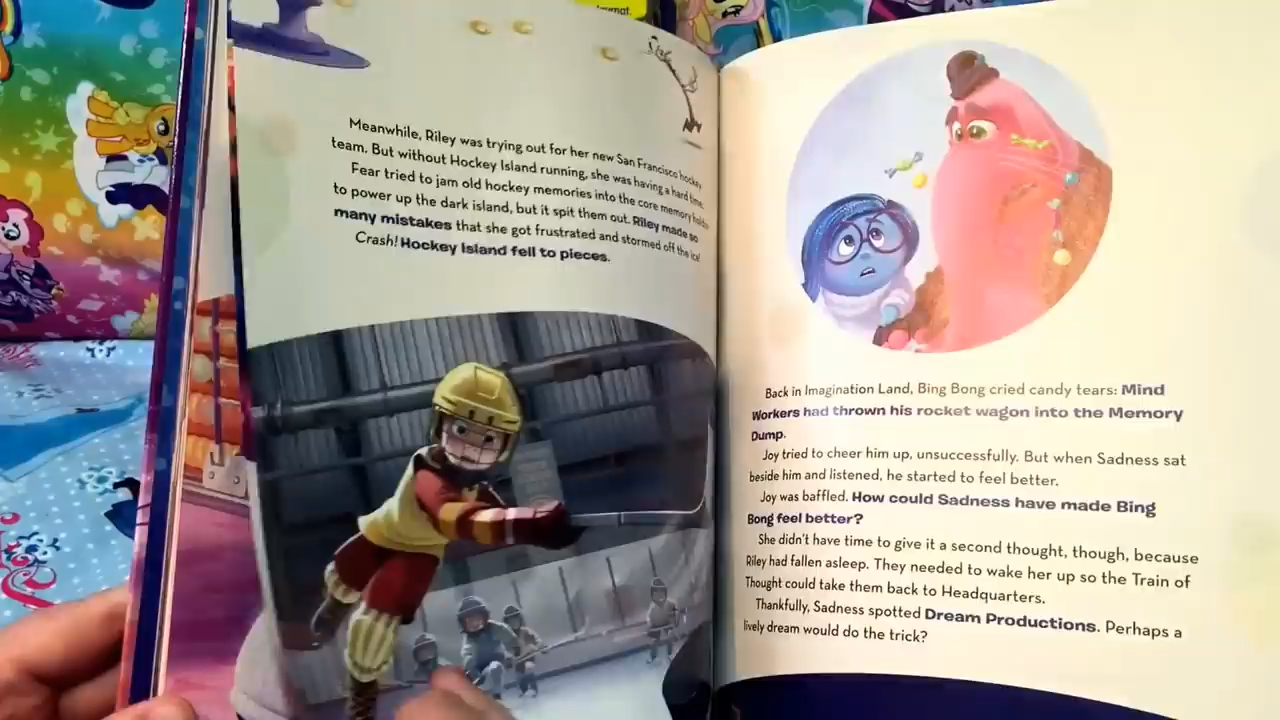 Meanwhile, Riley was trying out for her new San Francisco hockey
team. But without Hockey Island running, she was having a hard time.
Fear tried to jam old hockey memories into the core memory holder
to power up the dark island, but it spit them out. Riley made so
many mistakes that she got frustrated and stormed off the ice!
Crash! Hockey Island fell to pieces.
Back in Imagination Land, Bing Bong cried candy tears: Mind
Workers had thrown his rocket wagon into the Memory
Dump.
Joy tried to cheer him up, unsuccessfully. But when Sadness sat
beside him and listened, he started to feel better.
Joy was baffled. How could Sadness have made Bing
Bong feel better?
She didn't have time to give it a second thought, though, because
Riley had fallen asleep. They needed to wake her up so the Train of
Thought could take them back to Headquarters.
Thankfully, Sadness spotted Dream Productions. Perhaps a
lively dream would do the trick?